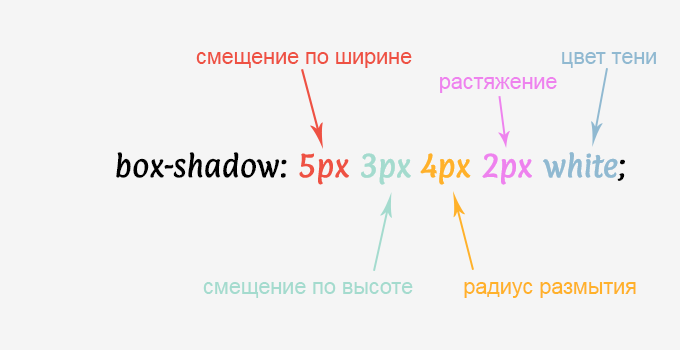 смещение по ширине
цвет тени
растяжение
box-shadow: 5px 3px 4px 2px white;
смещение по высоте
радиус размытия